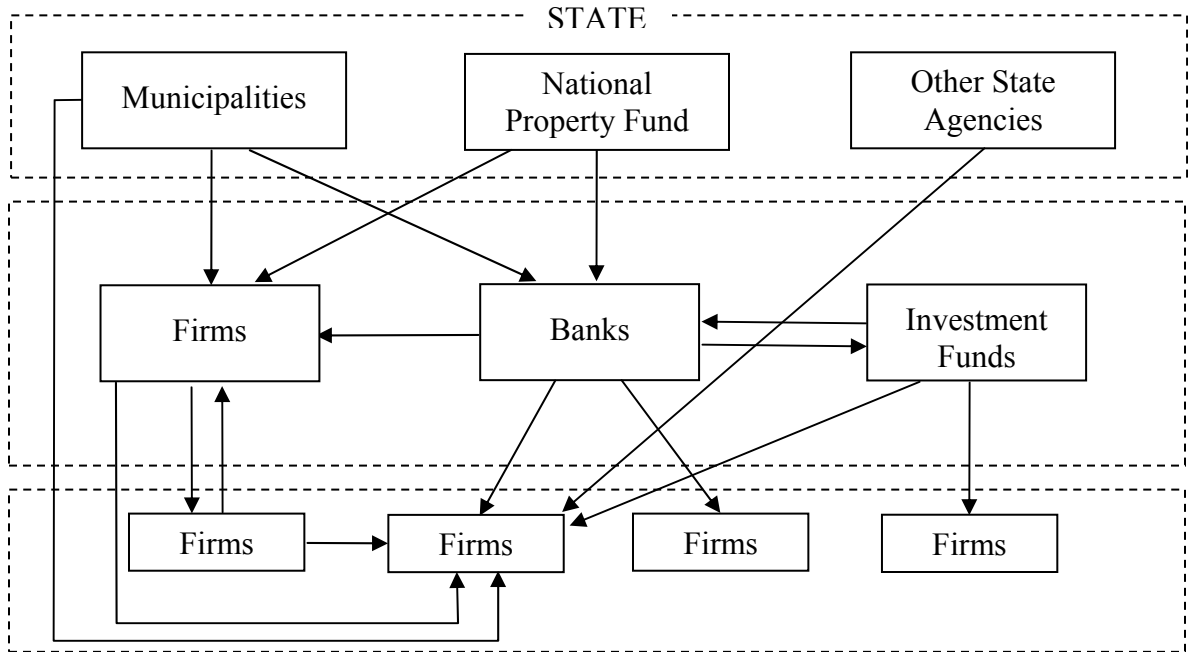 STATE
Municipalities
National
Property Fund
Other State
Agencies
Firms
Banks
Investment
Funds
Firms
Firms
Firms
Firms